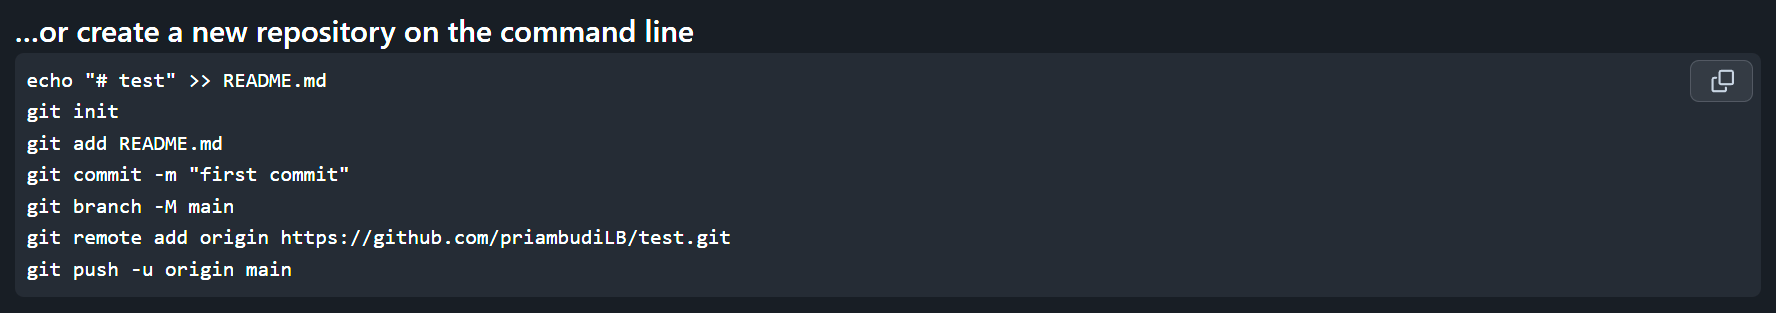 ...or create a new repository on the command line
echo "# test" >> README.md
git init
git add README.md
git commit -m "first commit"
git branch -M main
git remote add origin https://github.com/priambudiLB/test.git
git push -u origin main